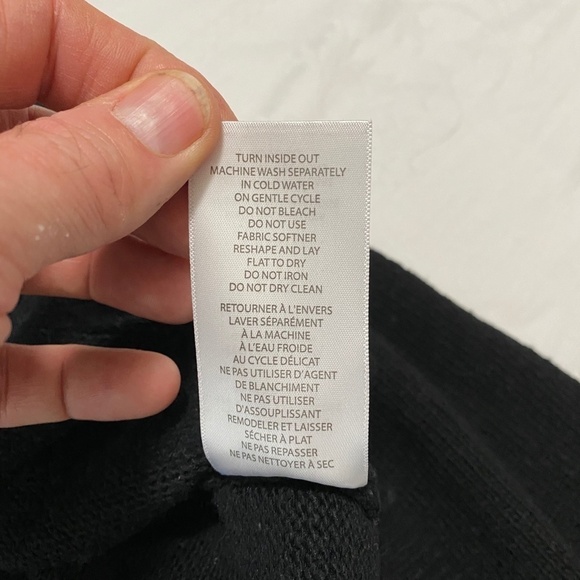 TURN INSIDE OUT
MACHINE WASH SEPARATELY
IN COLD WATER
ON GENTLE CYCLE
DO NOT BLEACH
DO NOT USE
FABRIC SOFTNER
RESHAPE AND LAY
FLAT TO DRY
DO NOT IRON
DO NOT DRY CLEAN
RETOURNER À L'ENVERS
LAVER SÉPARÉMENT
À LA MACHINE
À L'EAU FROIDE
AU CYCLE DÉLICAT
NE PAS UTILISER D'AGENT
DE BLANCHIMENT
NE PAS UTILISER
D'ASSOUPLISSANT
REMODELER ET LAISSER
SÉCHER À PLAT
NE PAS REPASSER
NE PAS NETTOYER À SEC